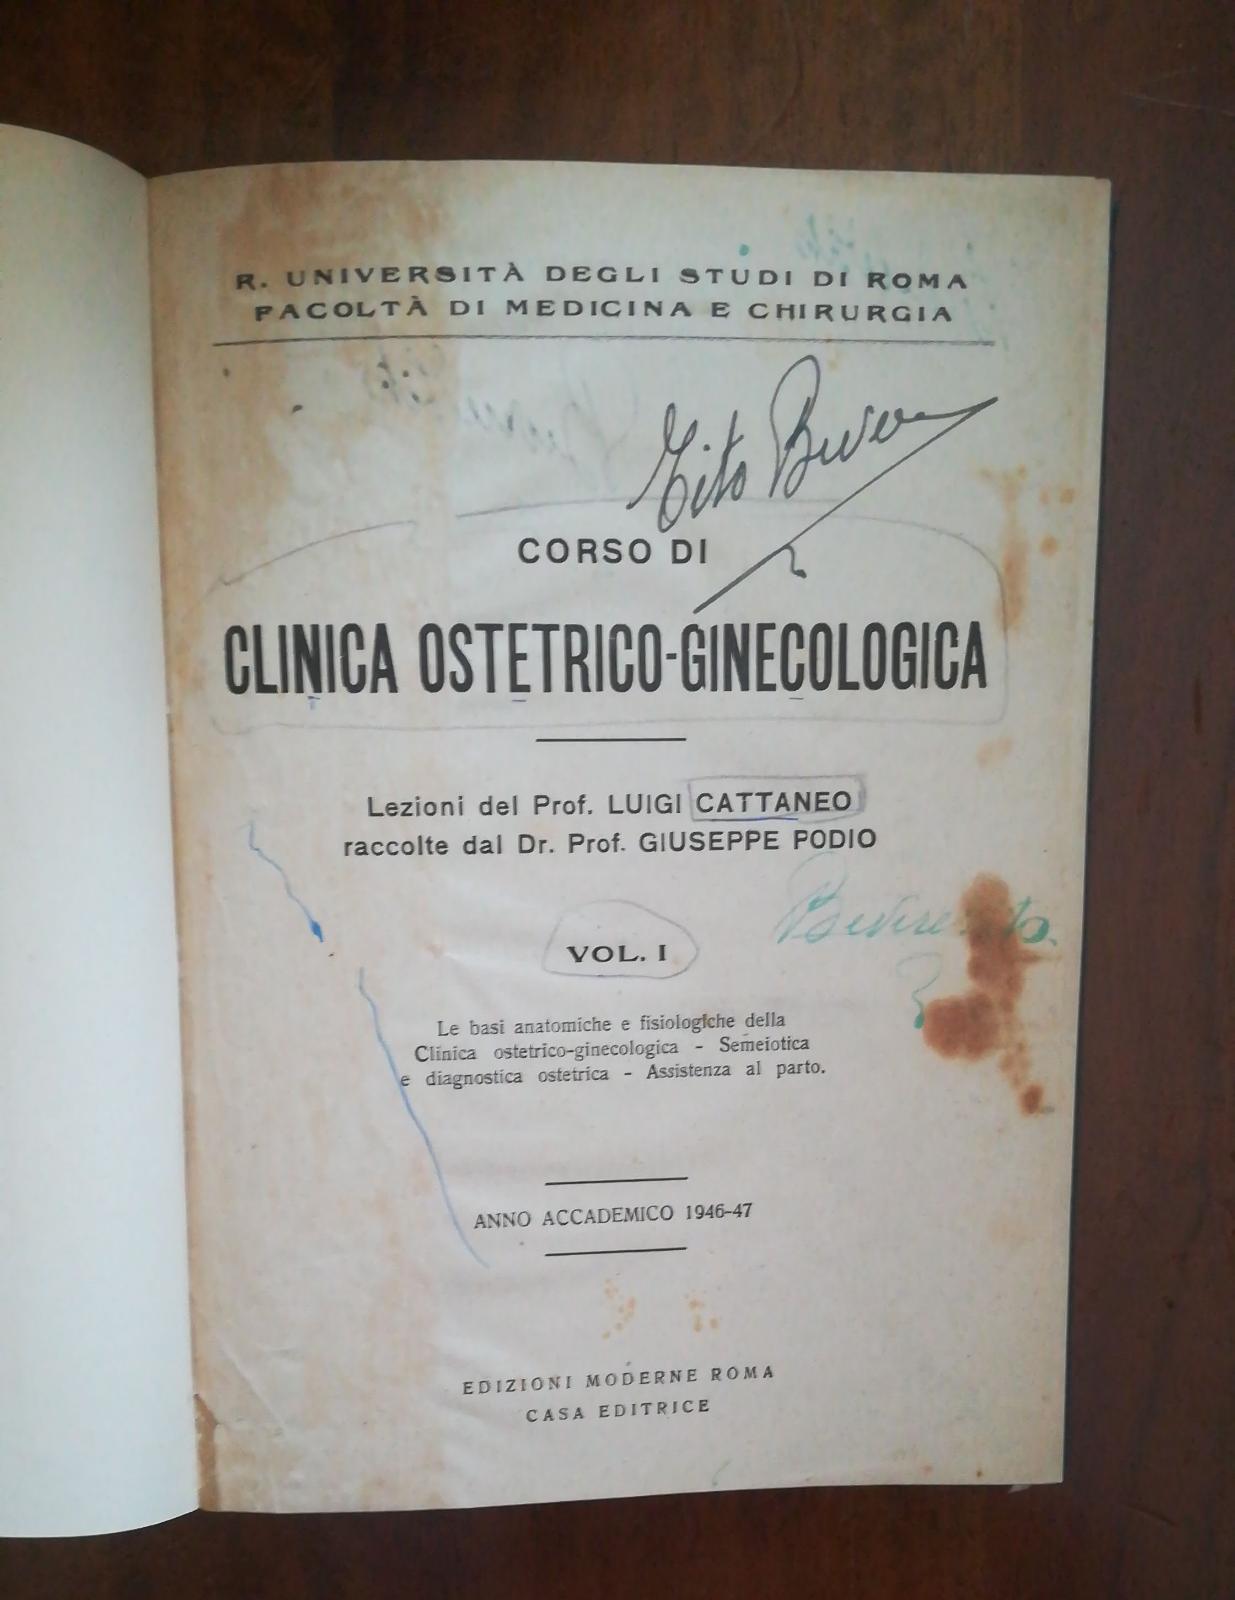 R. UNIVERSITÀ DEGLI STUDI DI ROMA
FACOLTÀ DI MEDICINA E CHIRURGIA
Tito
CORSO DI
CLINICA OSTETRICO-GINECOLOGICA
Lezioni del Prof. LUIGI CATTANEO
raccolte dal Dr. Prof. GIUSEPPE PODIO
VOL. I
Le basi anatomiche e fisiologiche della
Clinica ostetrico-ginecologica - Semeiotica
e diagnostica ostetrica - Assistenza al parto.
ANNO ACCADEMICO 1946-47
EDIZIONI MODERNE ROMA
CASA EDITRICE